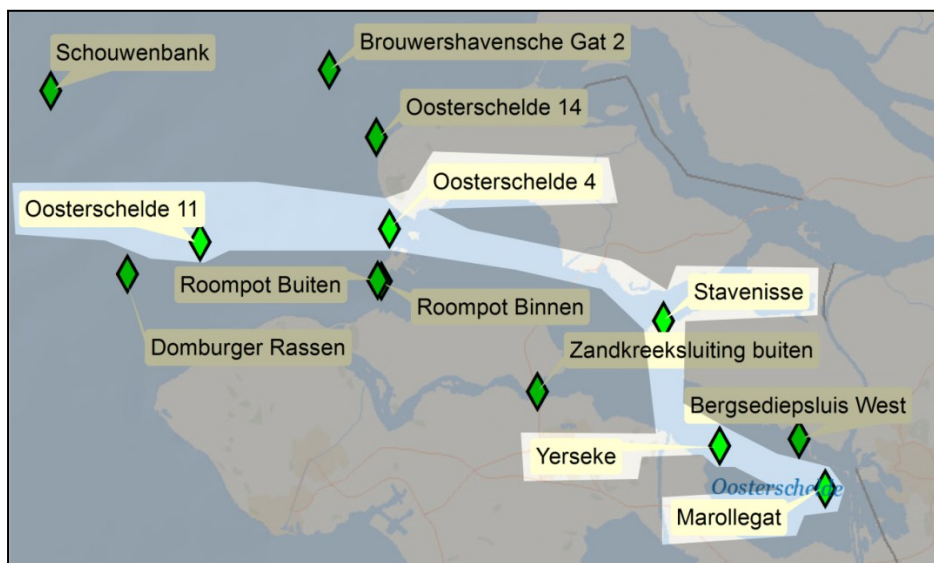 Brouwershavensche Gat 2
Schouwenbank
Oosterschelde 14
Oosterschelde 4
Oosterschelde 11
Roompot Buiten
Stavenisse
Roompot Binnen
Domburger Rassen
Zandkreeksluiting buiten
Bergsediepsluis West
Yerseke
Oosterschelde
Marollegat